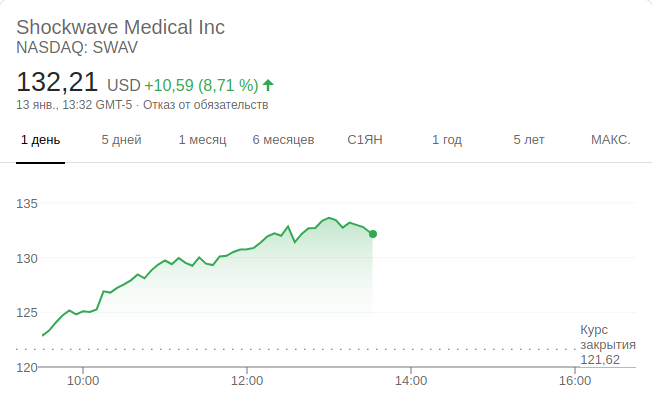 Shockwave Medical Inc
NASDAQ: SWAV
132,21 USD +10,59 (8,71 %)
13 янв., 13:32 GMT-5 · Отказ от обязательств
1 день 5 дней 1 месяц 6 месяцев С1ЯН 1 год 5 лет МАКС.
135
130
125
120
Курс
закрытия
121,62
10:00 12:00 14:00 16:00